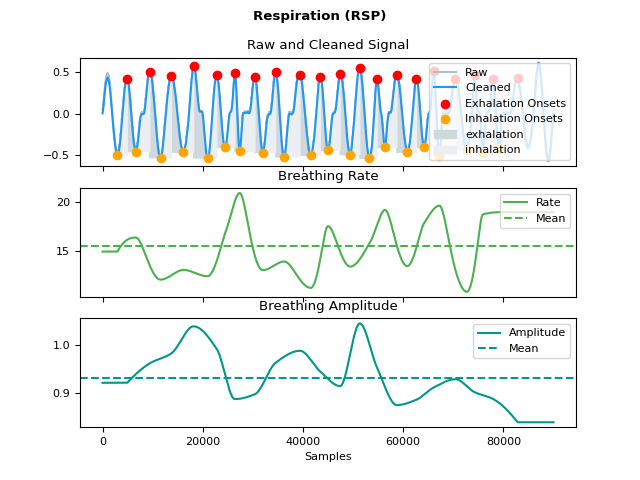 Respiration (RSP)
Raw and Cleaned Signal
Raw
Cleaned
Exhalation Onsets
Inhalation Onsets
exhalation
inhalation
0.5
0.0
−0.5
Breathing Rate
Rate
Mean
20
15
Breathing Amplitude
Amplitude
Mean
1.0
0.9
0 20000 40000 60000 80000
Samples